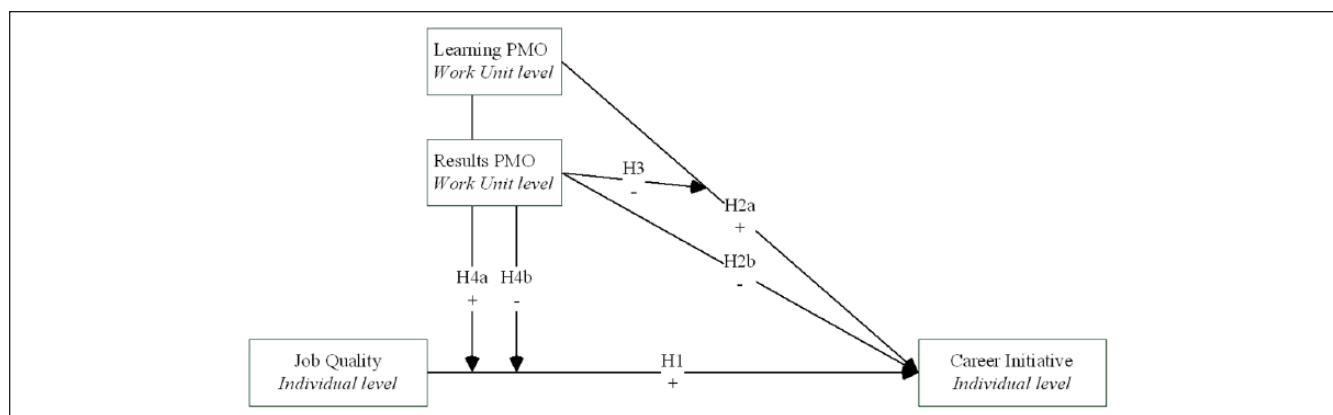 Learning PMO
Work Unit level
Results PMO
Work Unit level
H3
-
H2a
+
H2b
-
H4a
+
H4b
-
Job Quality
Individual level
H1
+
Career Initiative
Individual level